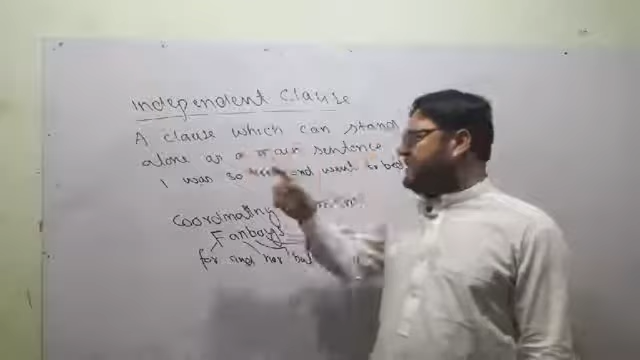 Independent Clause
A clause which can stand
alone as a sentence
I was so and went to bed
Coordinating
Fanboys
for and nor but